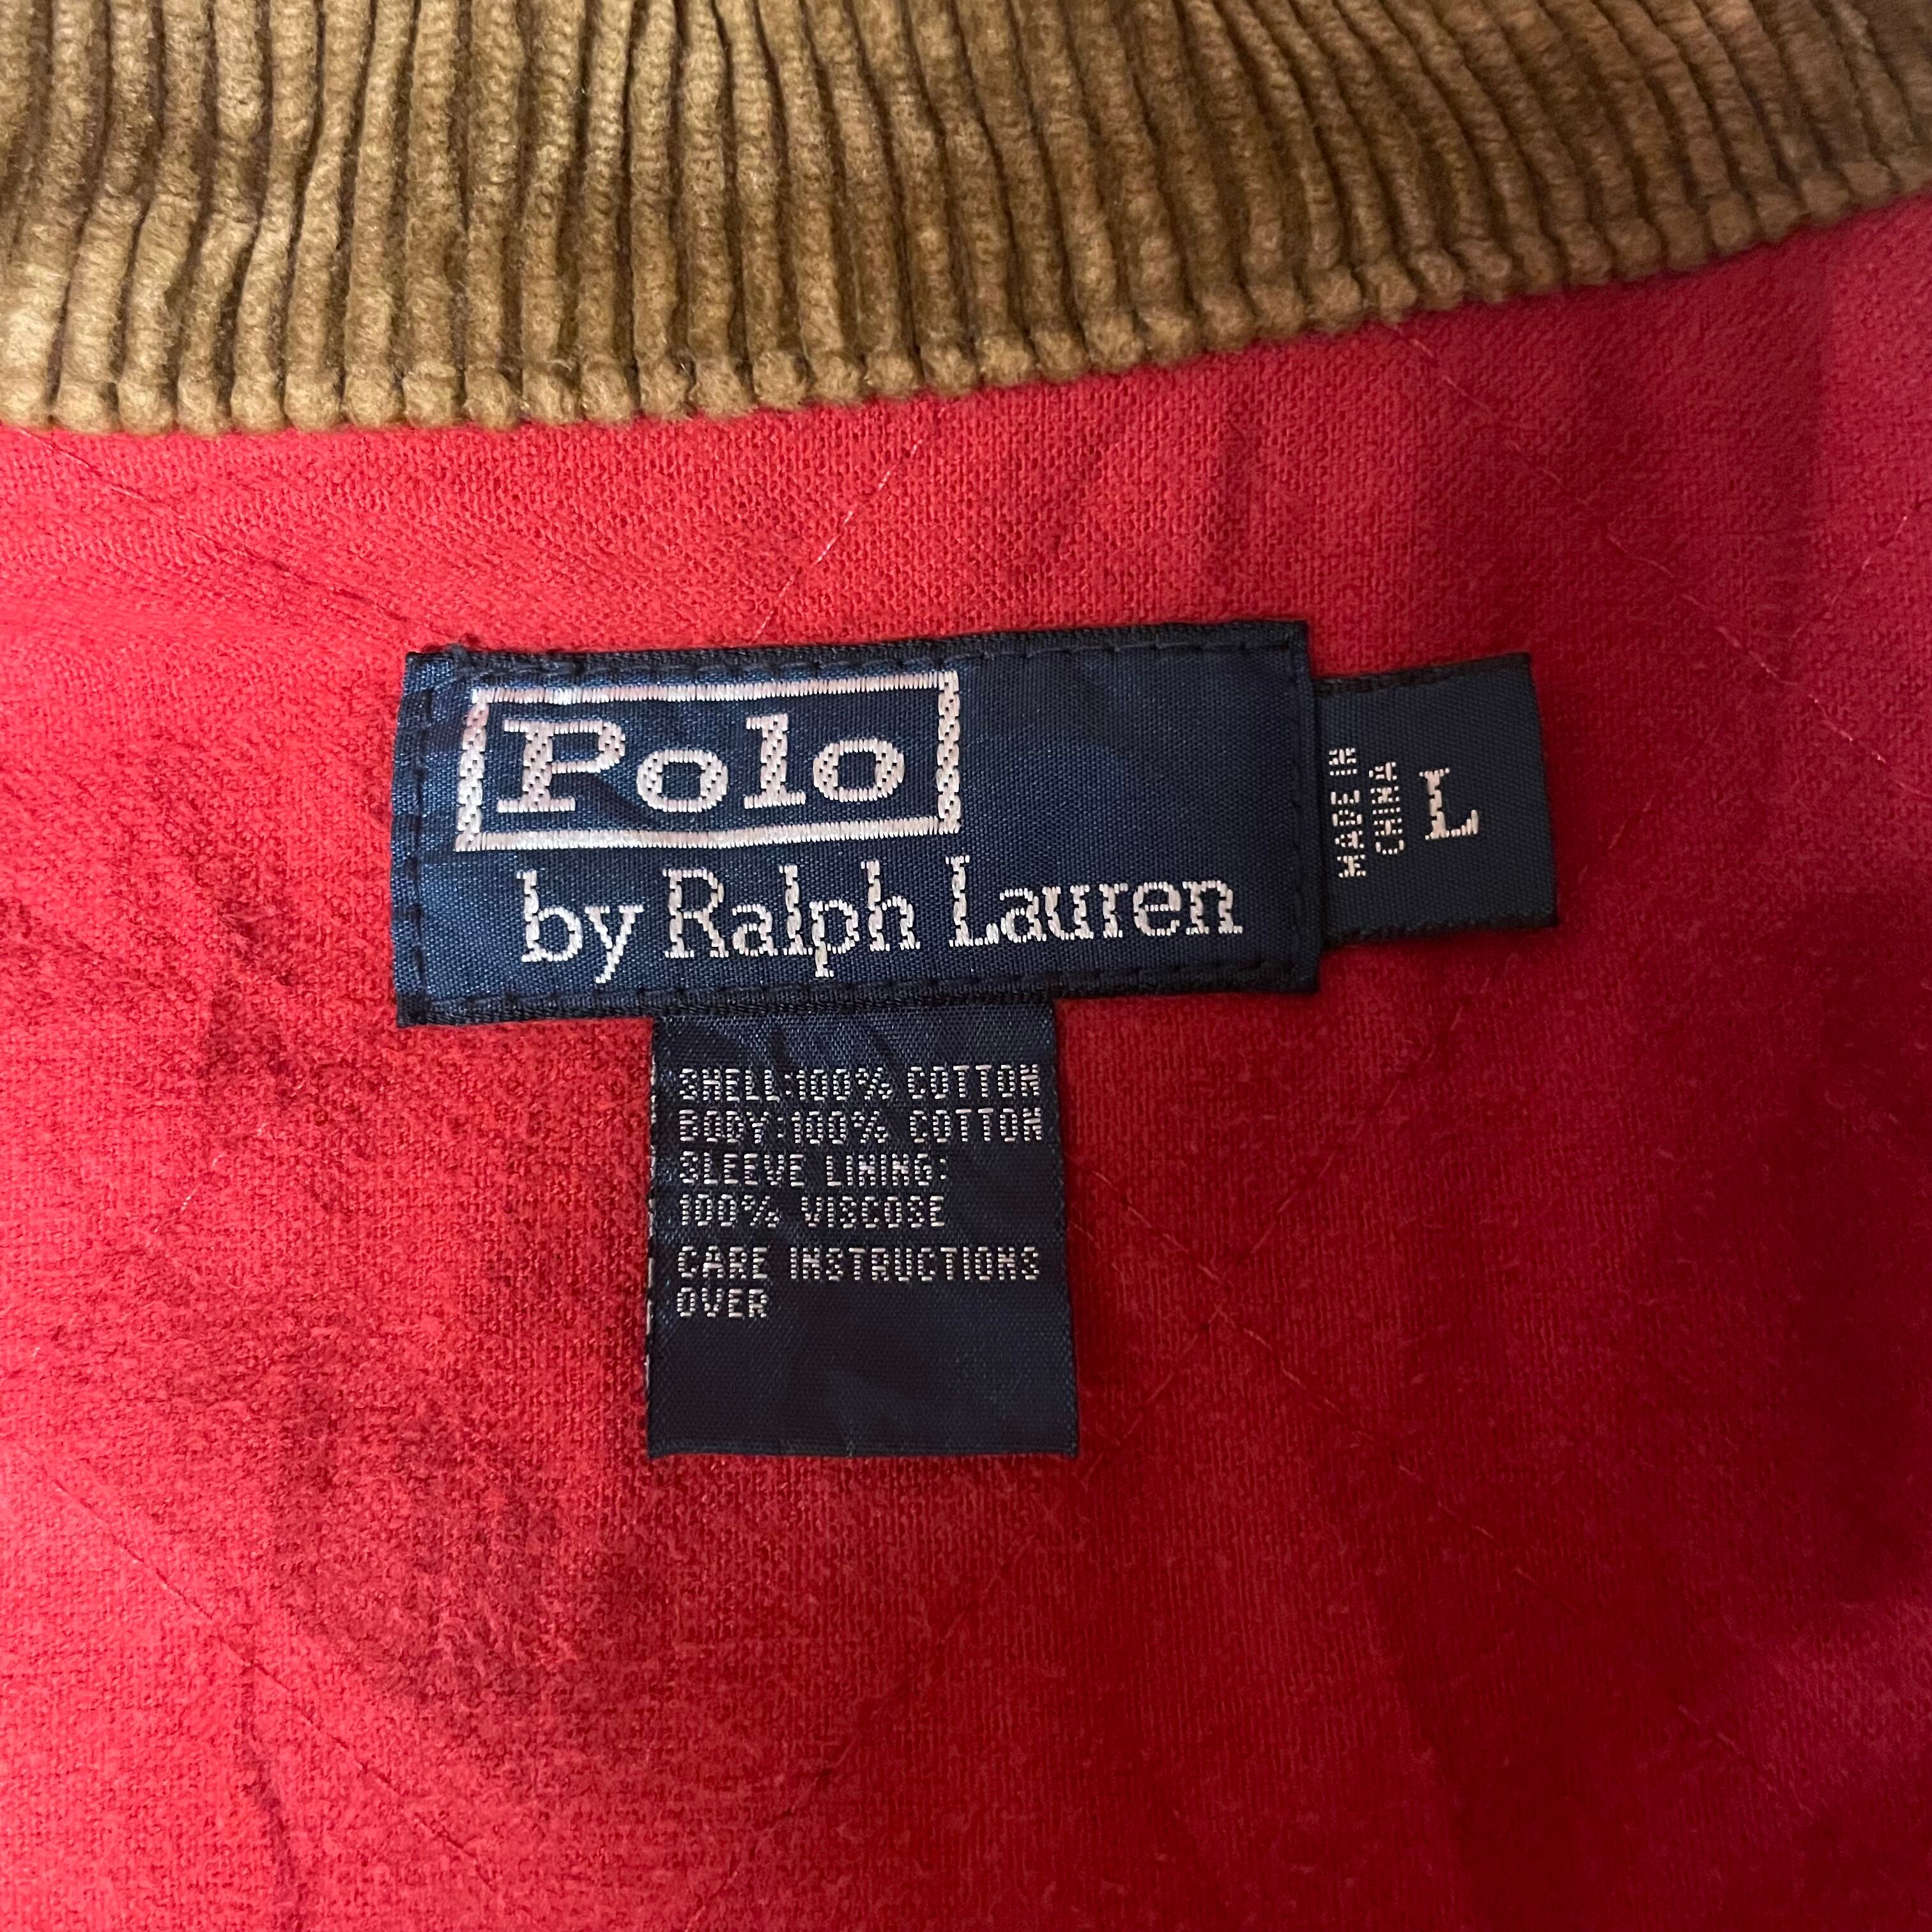 Polo
by Ralph Lauren
MADE IN
CHINA
L
SHELL:100% COTTON
BODY:100% COTTON
SLEEVE LINING:
100% VISCOSE
CARE INSTRUCTIONS
OVER